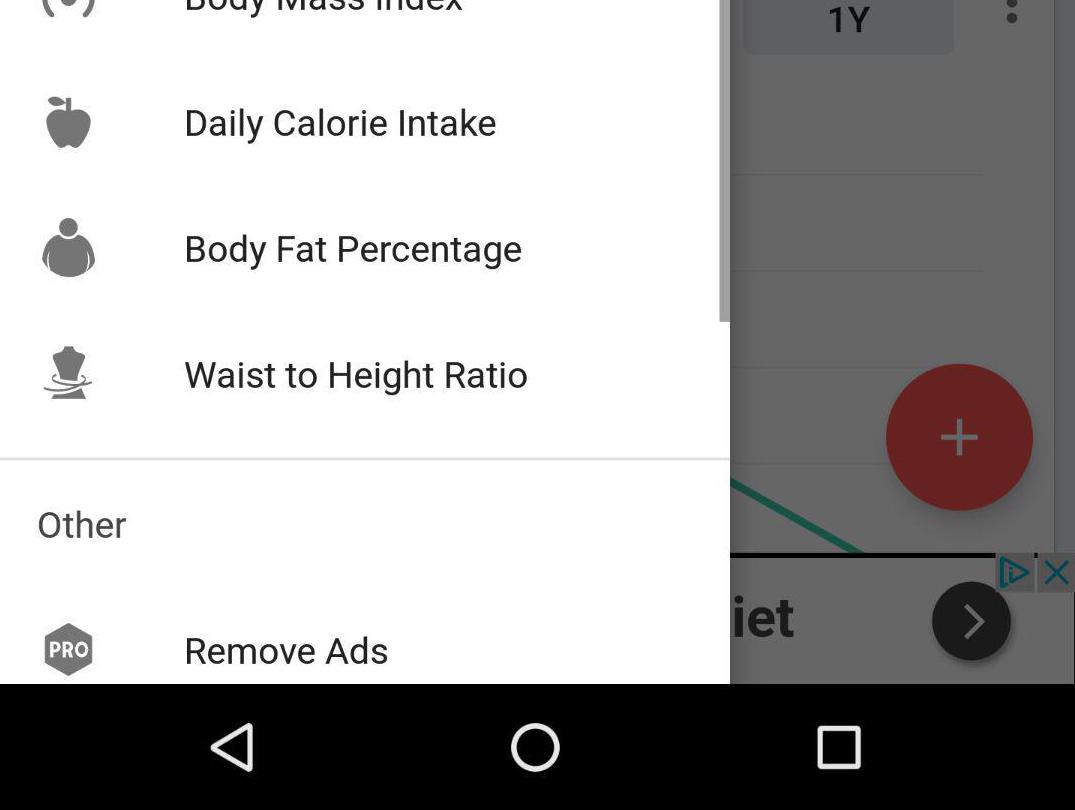 Body Mass Index
1Y
Daily Calorie Intake
Body Fat Percentage
Waist to Height Ratio
Other
iet
PRO Remove Ads